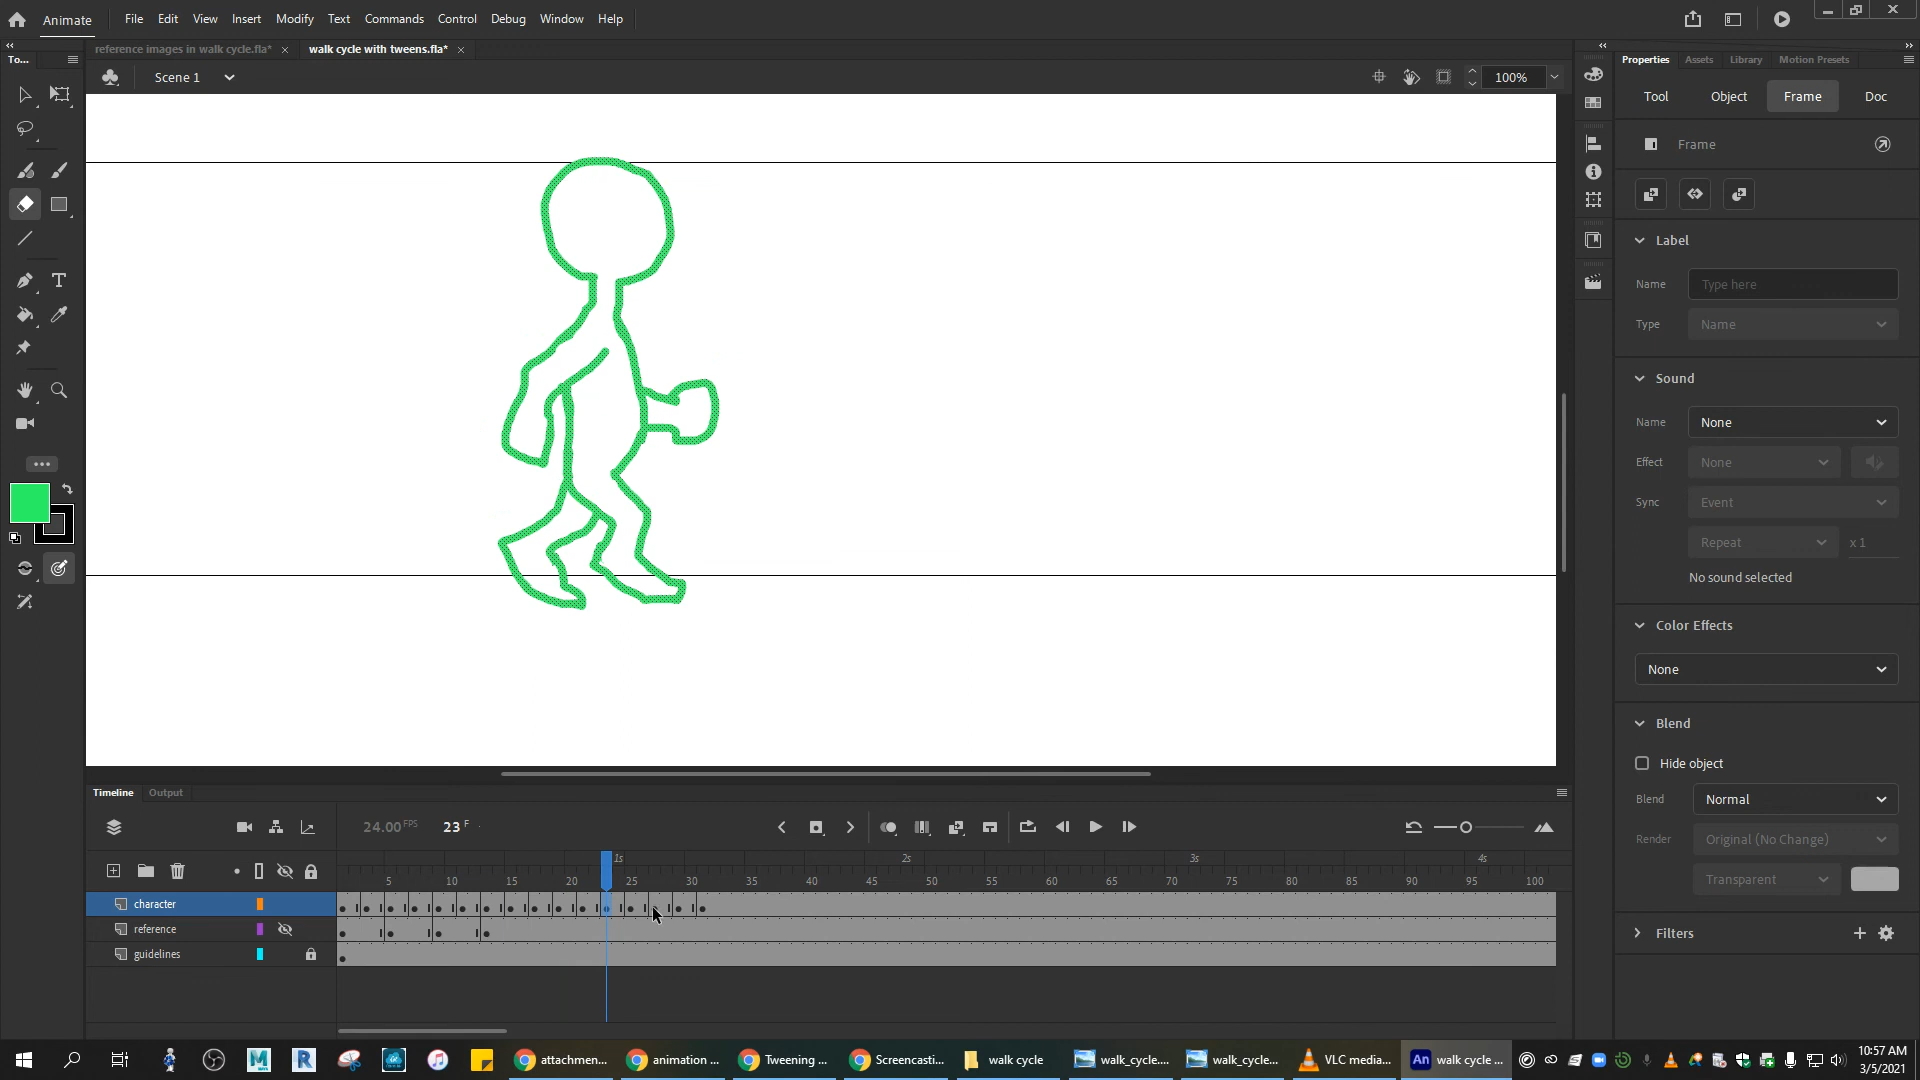 Animate File Edit View Insert Modify Text Commands Control Debug Window Help
reference images in walk cycle.fla* walk cycle with tweens.fla*
To... Properties Assets Library Motion Presets
Scene 1 100%
Tool Object Frame Doc
Frame
Label
Name Type here
Type Name
Sound
Name None
Effect None
Sync Event
Repeat x 1
No sound selected
Color Effects
None
Blend
Hide object
Blend Normal
Render Original (No Change)
Transparent
Filters
T
Timeline Output
24.00 FPS 23 F
1s 2s 3s 4s
5 10 15 20 25 30 35 40 45 50 55 60 65 70 75 80 85 90 95 100
character
reference
guidelines
attachmen... animation ... Tweening ... Screencasti... walk cycle walk_cycle.... walk_cycle... VLC media... An walk cycle ...
10:57 AM
3/5/2021